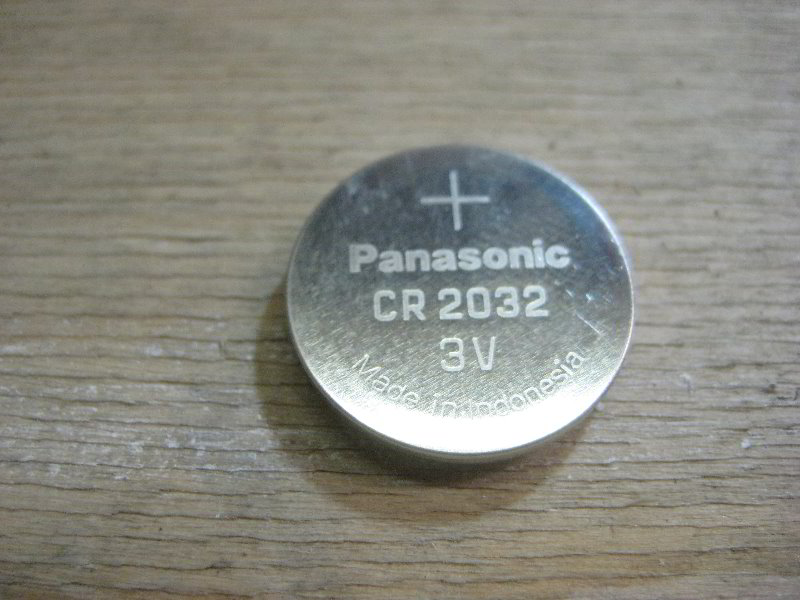 +
Panasonic
CR 2032
3V
Made in Indonesia